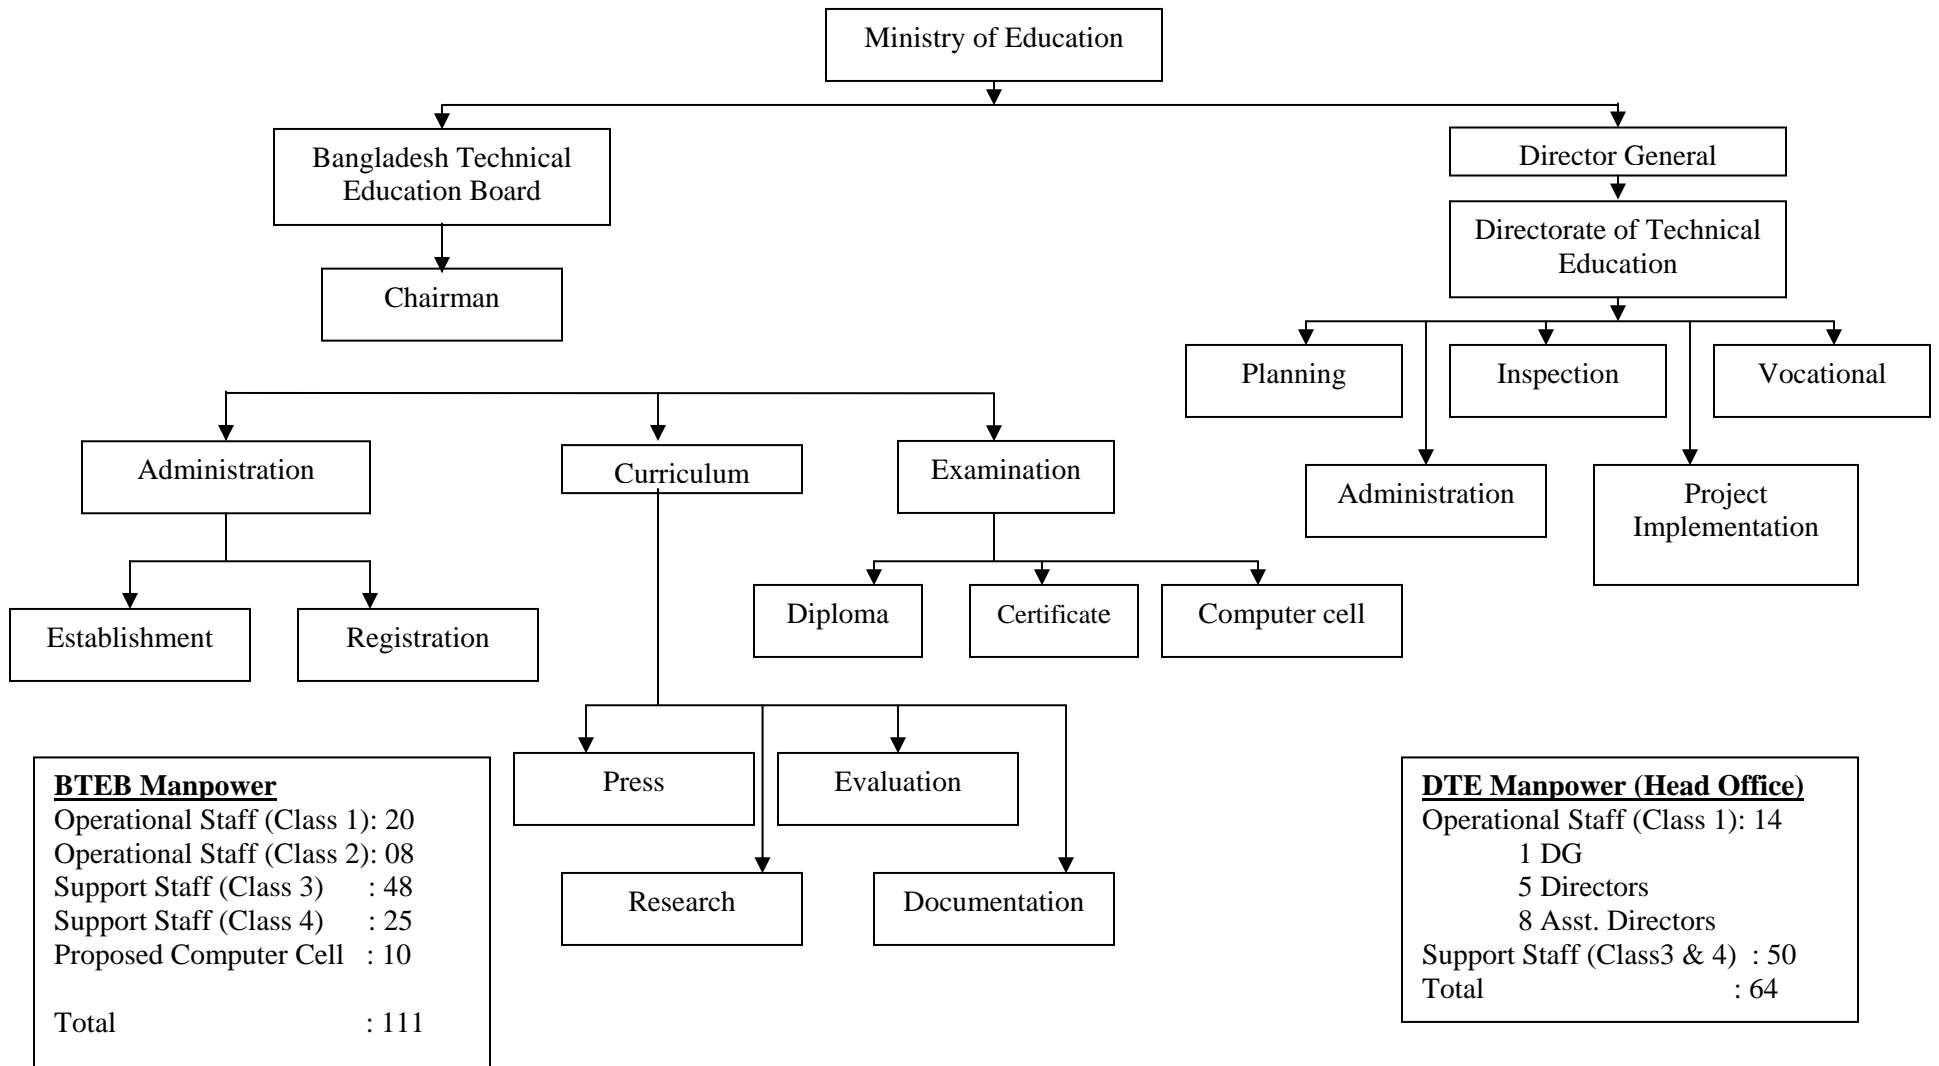 Ministry of Education
Bangladesh Technical
Education Board
Director General
Directorate of Technical
Education
Chairman
Planning
Inspection
Vocational
Administration
Curriculum
Examination
Administration
Project
Implementation
Establishment
Registration
Diploma
Certificate
Computer cell
Press
Evaluation
Research
Documentation
BTEB Manpower
Operational Staff (Class 1): 20
Operational Staff (Class 2): 08
Support Staff (Class 3) : 48
Support Staff (Class 4) : 25
Proposed Computer Cell : 10
Total : 111
DTE Manpower (Head Office)
Operational Staff (Class 1): 14
1 DG
5 Directors
8 Asst. Directors
Support Staff (Class3 & 4) : 50
Total : 64